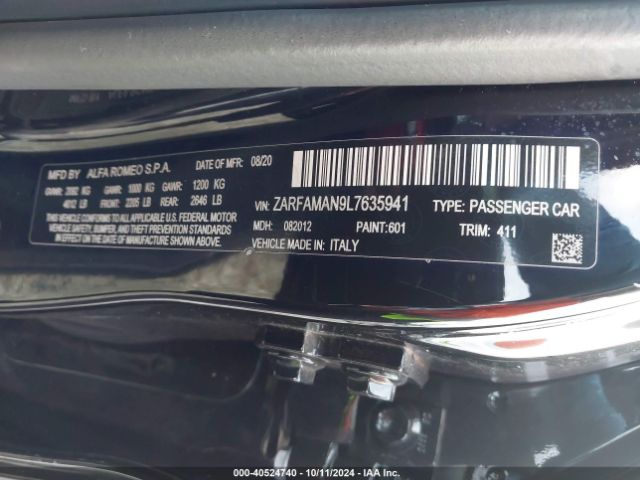 MFD BY ALFA ROMEO S.P.A. DATE OF MFR 08/20
GVWR: 2092 KG GAWR: 1000 KG GAWR: 1200 KG
4612 LB FRONT: 2205 LB REAR: 2646 LB
THIS VEHICLE CONFORMS TO ALL APPLICABLE U.S. FEDERAL MOTOR
VEHICLE SAFETY, BUMPER, AND THEFT PREVENTION STANDARDS
IN EFFECT ON THE DATE OF MANUFACTURE SHOWN ABOVE
VIN: ZARFAMAN9L7635941 TYPE: PASSENGER CAR
MDH: 082012 PAINT:601 TRIM: 411
VEHICLE MADE IN: ITALY
000-40524740 - 10/11/2024 - IAAI.COM